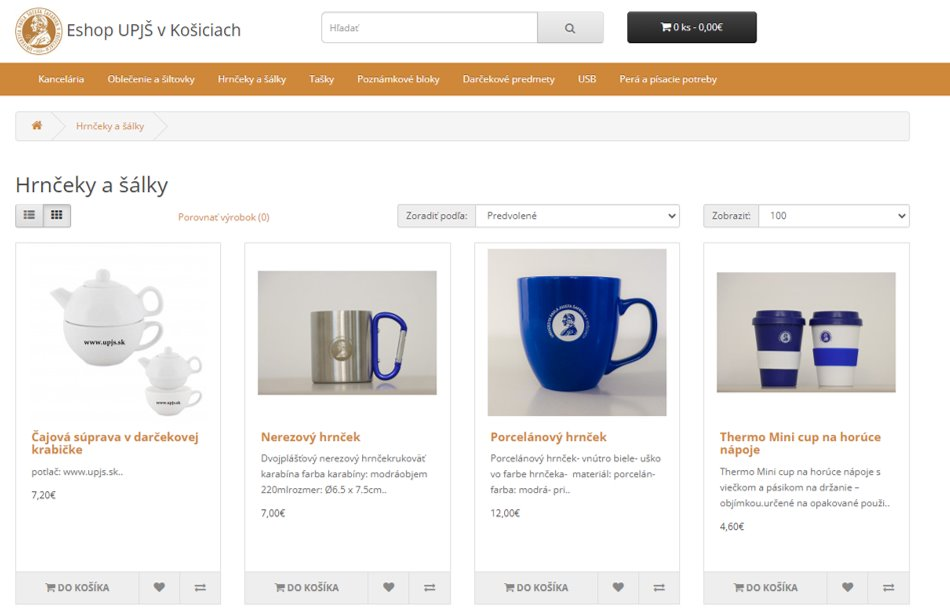 Eshop UPJŠ v Košiciach
Hľadať
0 ks - 0,00€
Kancelária Oblečenie a šiltovky Hrnčeky a šálky Tašky Poznámkové bloky Darčekové predmety USB Perá a písacie potreby
Hrnčeky a šálky
Hrnčeky a šálky
Porovnať výrobok (0)
Zoradiť podľa: Predvolené
Zobraziť: 100
www.upjs.sk
www.upjs.sk
Čajová súprava v darčekovej
krabičke
potlač: www.upjs.sk..
7,20€
DO KOŠÍKA
Nerezový hrnček
Dvojplášťový nerezový hrnčekrukoväť
karabína farba karabíny: modráobjem
220mlrozmer: Ø6.5 x 7.5cm..
7,00€
DO KOŠÍKA
Porcelánový hrnček
Porcelánový hrnček- vnútro biele- uško
vo farbe hrnčeka- materiál: porcelán-
farba: modrá- pri..
12,00€
DO KOŠÍKA
Thermo Mini cup na horúce
nápoje
Thermo Mini cup na horúce nápoje s
viečkom a pásikom na držanie –
objímkou.určené na opakované použi..
4,60€
DO KOŠÍKA